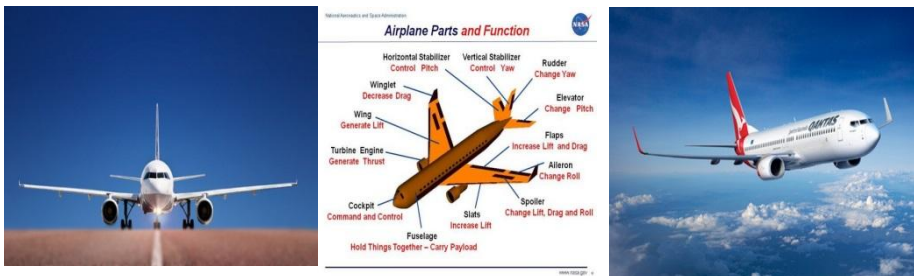 National Aeronautics and Space Administration
Airplane Parts and Function
NASA
Horizontal Stabilizer
Control Pitch
Vertical Stabilizer
Control Yaw
Rudder
Change Yaw
Winglet
Decrease Drag
Elevator
Change Pitch
Wing
Generate Lift
Flaps
Increase Lift and Drag
Turbine Engine
Generate Thrust
Aileron
Change Roll
Cockpit
Command and Control
Slats
Increase Lift
Spoiler
Change Lift, Drag and Roll
Fuselage
Hold Things Together – Carry Payload
www.nasa.gov
QANTAS